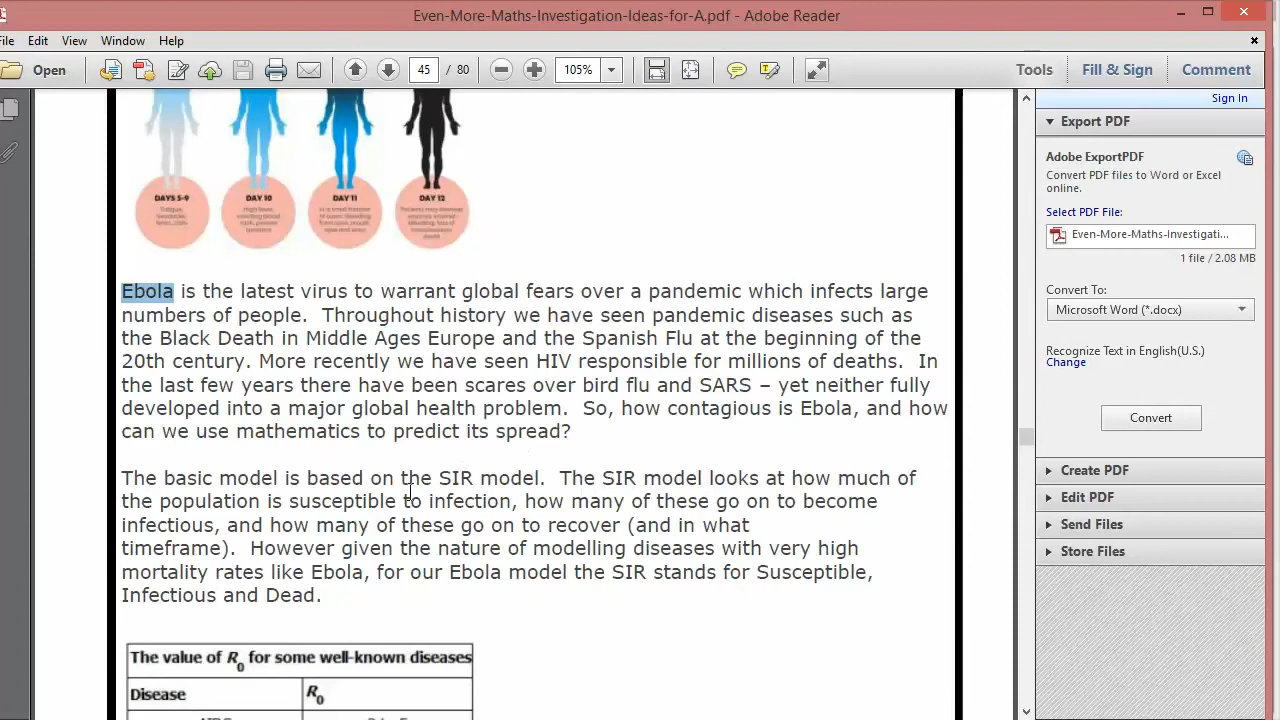 Even-More-Maths-Investigation-Ideas-for-A.pdf - Adobe Reader
File Edit View Window Help
Open 45 / 80 105% Tools Fill & Sign Comment
Sign In
Export PDF
Adobe ExportPDF
Convert PDF files to Word or Excel
online.
Select PDF File:
Even-More-Maths-Investigati...
1 file / 2.08 MB
Convert To:
Microsoft Word (*.docx)
Recognize Text in English(U.S.)
Change
Convert
Create PDF
Edit PDF
Send Files
Store Files
DAYS 5-9 DAY 10 DAY 11 DAY 12
Ebola is the latest virus to warrant global fears over a pandemic which infects large
numbers of people.  Throughout history we have seen pandemic diseases such as
the Black Death in Middle Ages Europe and the Spanish Flu at the beginning of the
20th century. More recently we have seen HIV responsible for millions of deaths.  In
the last few years there have been scares over bird flu and SARS – yet neither fully
developed into a major global health problem.  So, how contagious is Ebola, and how
can we use mathematics to predict its spread?
The basic model is based on the SIR model.  The SIR model looks at how much of
the population is susceptible to infection, how many of these go on to become
infectious, and how many of these go on to recover (and in what
timeframe).  However given the nature of modelling diseases with very high
mortality rates like Ebola, for our Ebola model the SIR stands for Susceptible,
Infectious and Dead.
The value of R0 for some well-known diseases
Disease R0